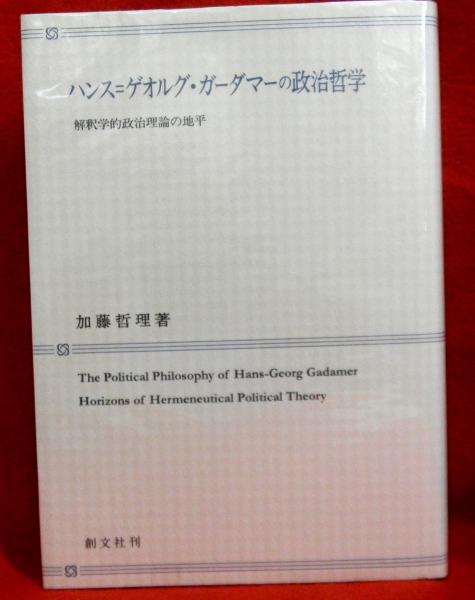 ハンス=ゲオルグ・ガーダマーの政治哲学
解釈学的政治理論の地平
加藤哲理著
The Political Philosophy of Hans-Georg Gadamer
Horizons of Hermeneutical Political Theory
創文社刊